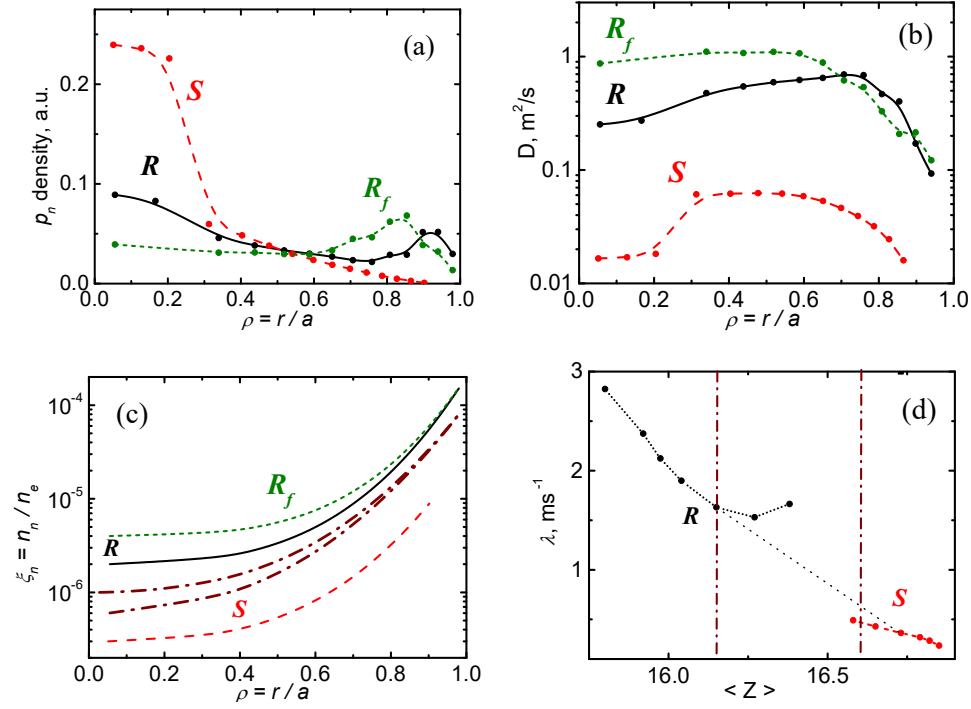 (a)
0.2
0.1
0.0
p_n density, a.u.
S
R
R_f
0.0 0.2 0.4 0.6 0.8 1.0
ρ = r / a
(b)
1
0.1
0.01
D, m²/s
R_f
R
S
0.0 0.2 0.4 0.6 0.8 1.0
ρ = r / a
(c)
10⁻⁴
10⁻⁵
10⁻⁶
ξ_n = n_n / n_e
R_f
R
S
0.0 0.2 0.4 0.6 0.8 1.0
ρ = r / a
(d)
3
2
1
0
λ, ms⁻¹
R
S
16.0 16.5
< Z >